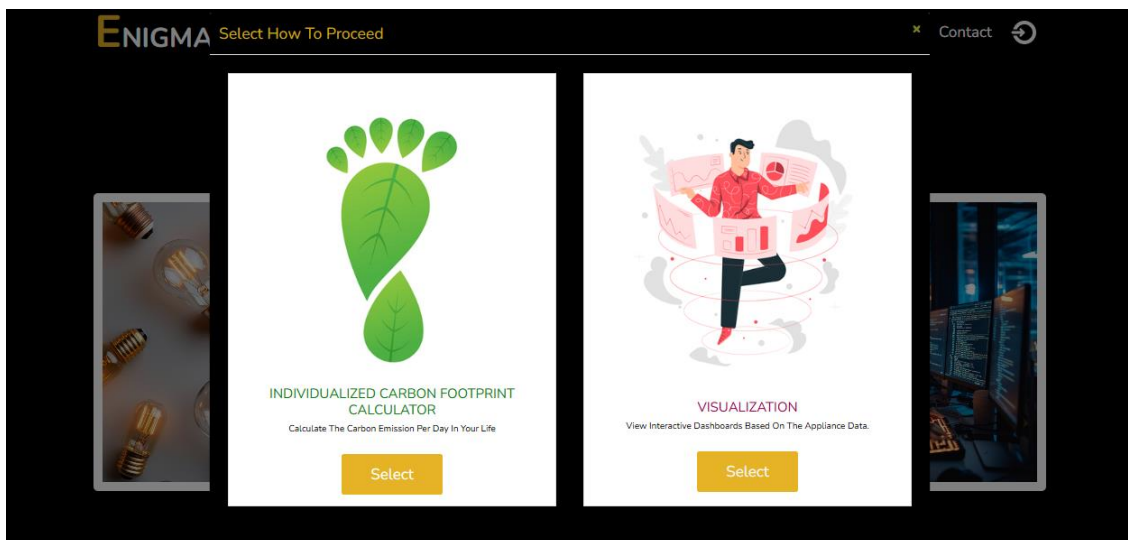 ENIGMA
Select How To Proceed
×
Contact
INDIVIDUALIZED CARBON FOOTPRINT
CALCULATOR
Calculate The Carbon Emission Per Day In Your Life
Select
VISUALIZATION
View Interactive Dashboards Based On The Appliance Data.
Select